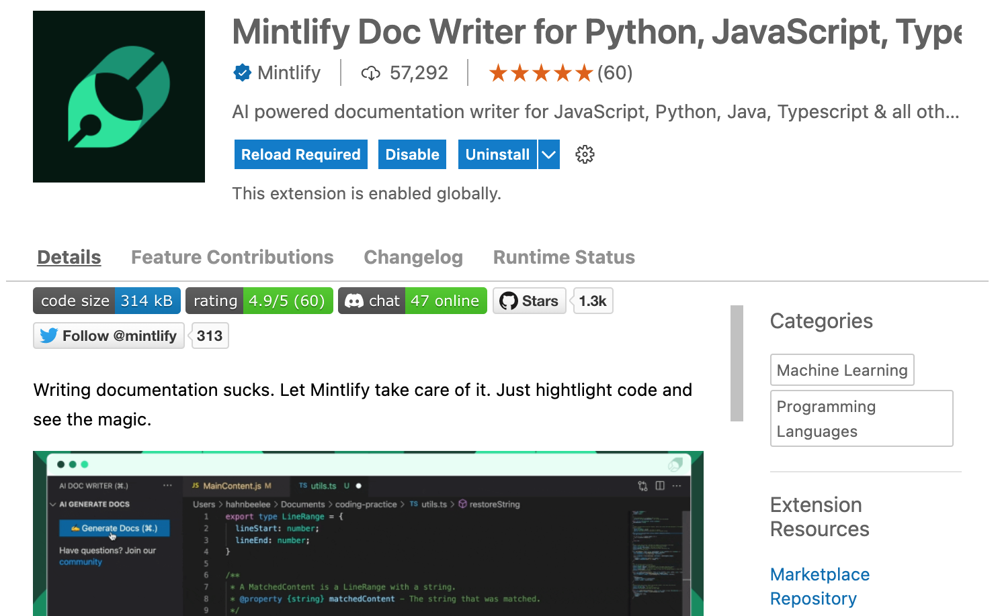 Mintlify Doc Writer for Python, JavaScript, Type
Mintlify 57,292 (60)
AI powered documentation writer for JavaScript, Python, Java, Typescript & all oth...
Reload Required Disable Uninstall
This extension is enabled globally.
Details Feature Contributions Changelog Runtime Status
code size 314 kB rating 4.9/5 (60) chat 47 online Stars 1.3k
Follow @mintlify 313
Writing documentation sucks. Let Mintlify take care of it. Just hightlight code and
see the magic.
AI DOC WRITER (⌘.) ... JS MainContent.js M TS utils.ts U ...
AI GENERATE DOCS Users > hahnbeelee > Documents > coding-practice > TS utils.ts > restoreString
Generate Docs (⌘.)
Have questions? Join our
community
1 export type LineRange = {
2 lineStart: number;
3 lineEnd: number;
4 }
5
6 /**
7 * A MatchedContent is a LineRange with a string.
8 * @property {string} matchedContent - The string that was matched.
9 */
Categories
Machine Learning
Programming
Languages
Extension
Resources
Marketplace
Repository